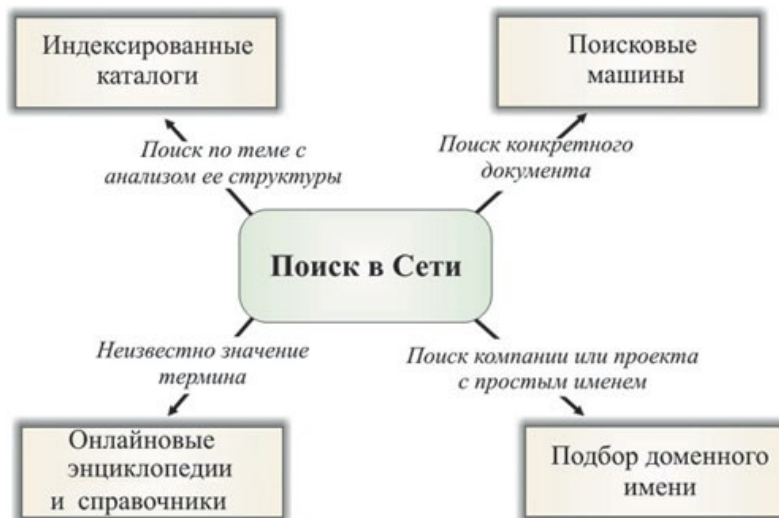 Индексированные
каталоги
Поисковые
машины
Поиск по теме с
анализом ее структуры
Поиск конкретного
документа
Поиск в Сети
Неизвестно значение
термина
Поиск компании или проекта
с простым именем
Онлайновые
энциклопедии
и справочники
Подбор доменного
имени